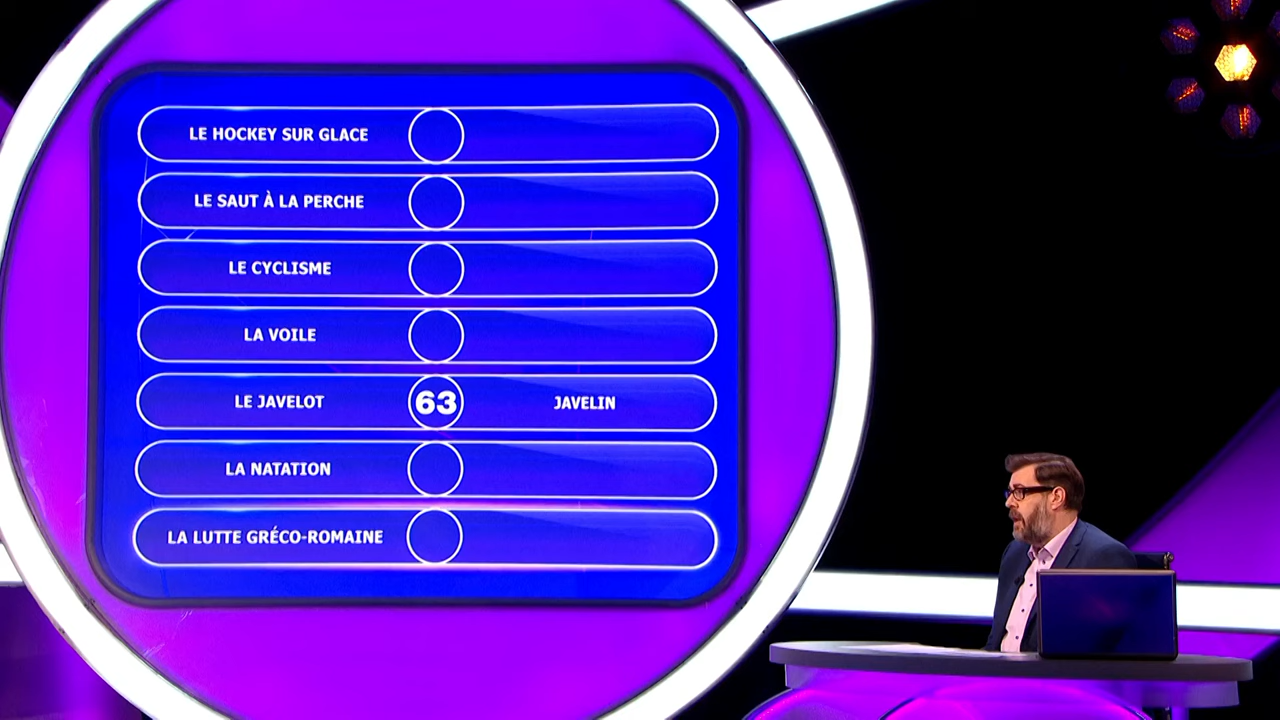 LE HOCKEY SUR GLACE
LE SAUT À LA PERCHE
LE CYCLISME
LA VOILE
LE JAVELOT 63 JAVELIN
LA NATATION
LA LUTTE GRÉCO-ROMAINE